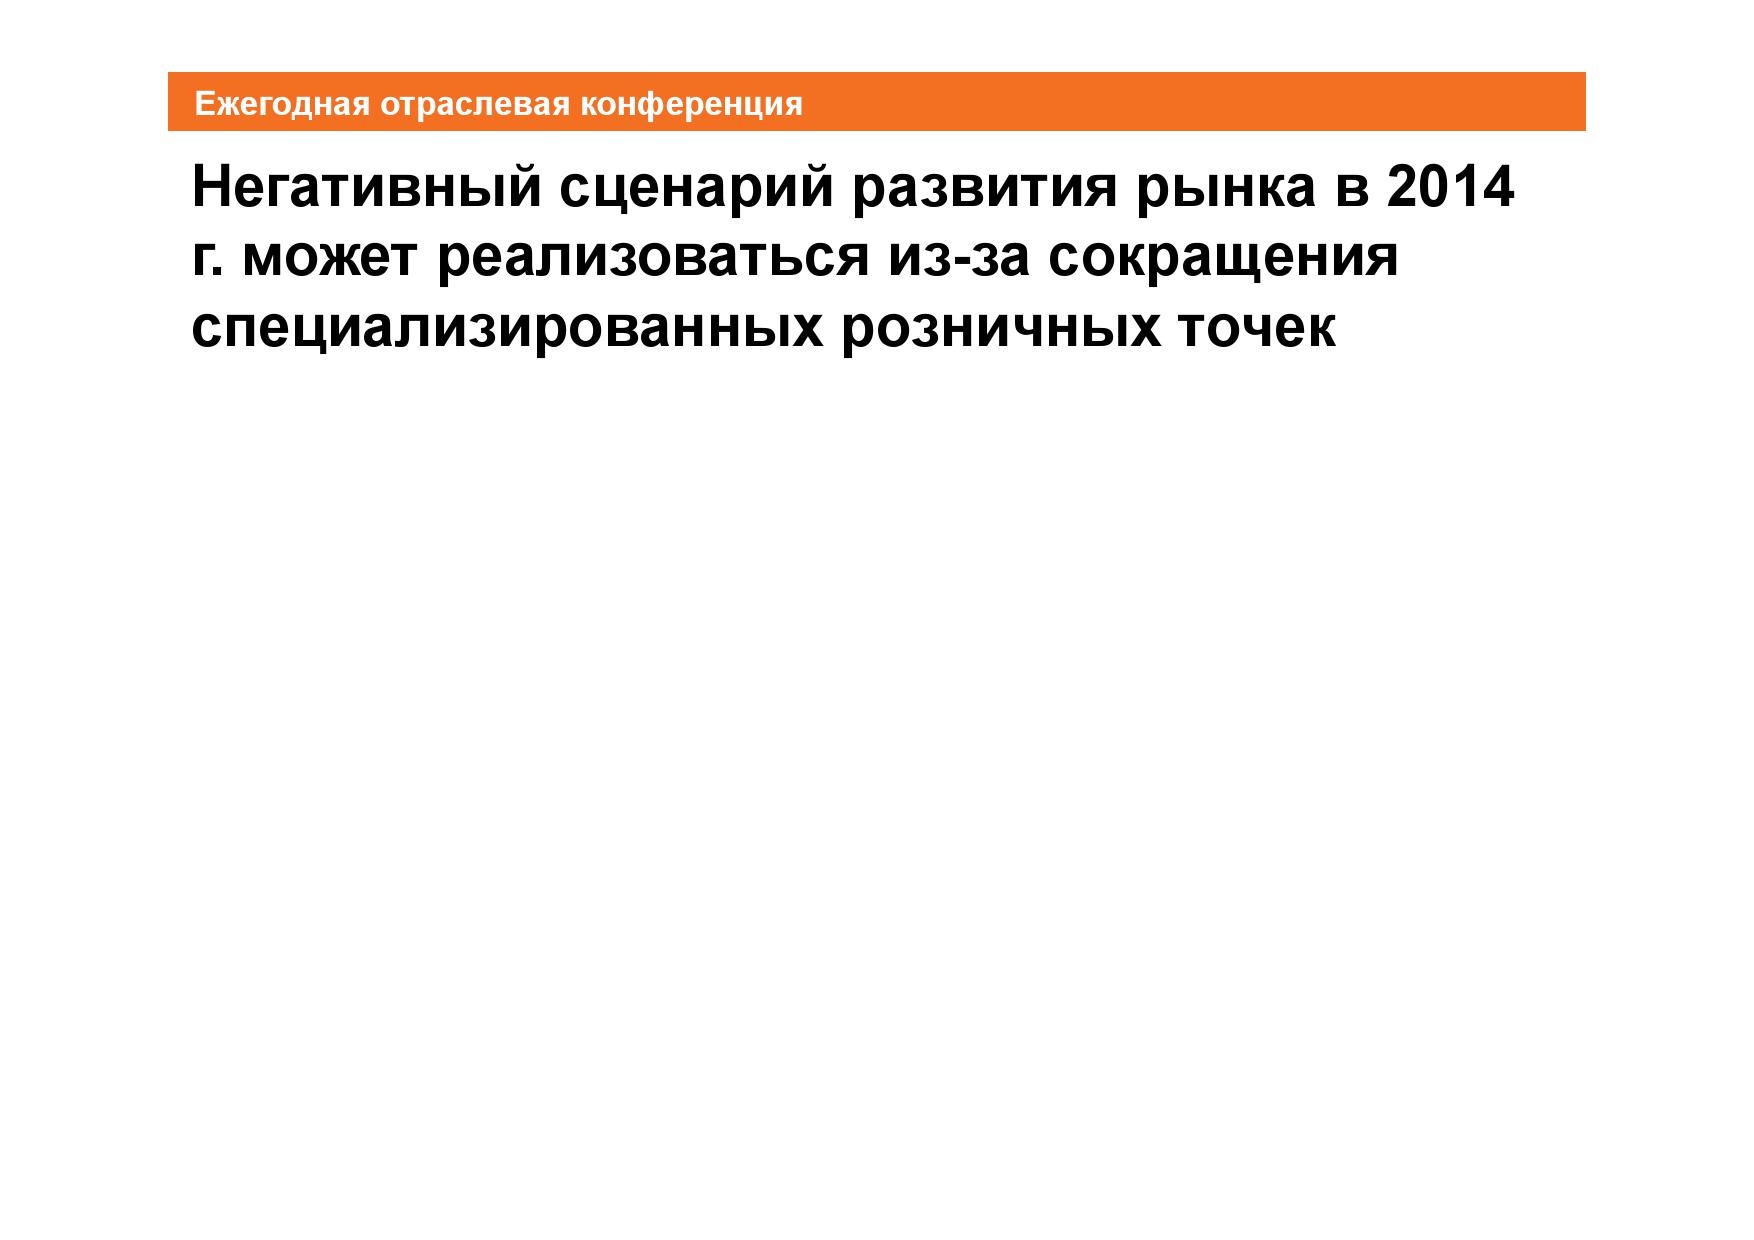 Ежегодная отраслевая конференция
Негативный сценарий развития рынка в 2014
г. может реализоваться из-за сокращения
специализированных розничных точек